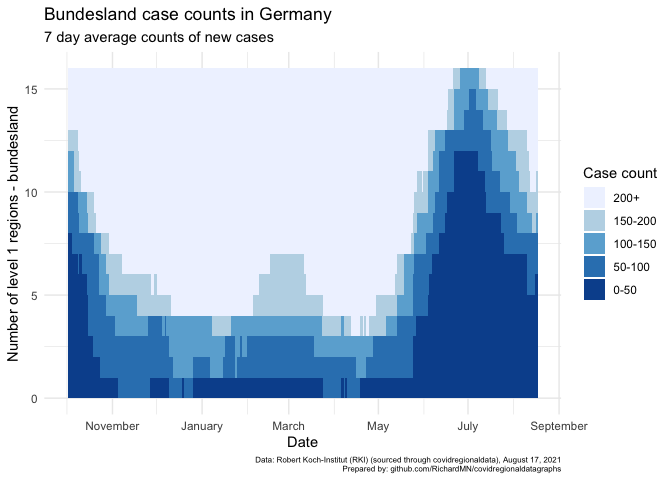 Bundesland case counts in Germany
7 day average counts of new cases
15
10
5
0
Number of level 1 regions - bundesland
November January March May July September
Date
Case count
200+
150-200
100-150
50-100
0-50
Data: Robert Koch-Institut (RKI) (sourced through covidregionaldata), August 17, 2021
Prepared by: github.com/RichardMN/covidregionaldatagraphs